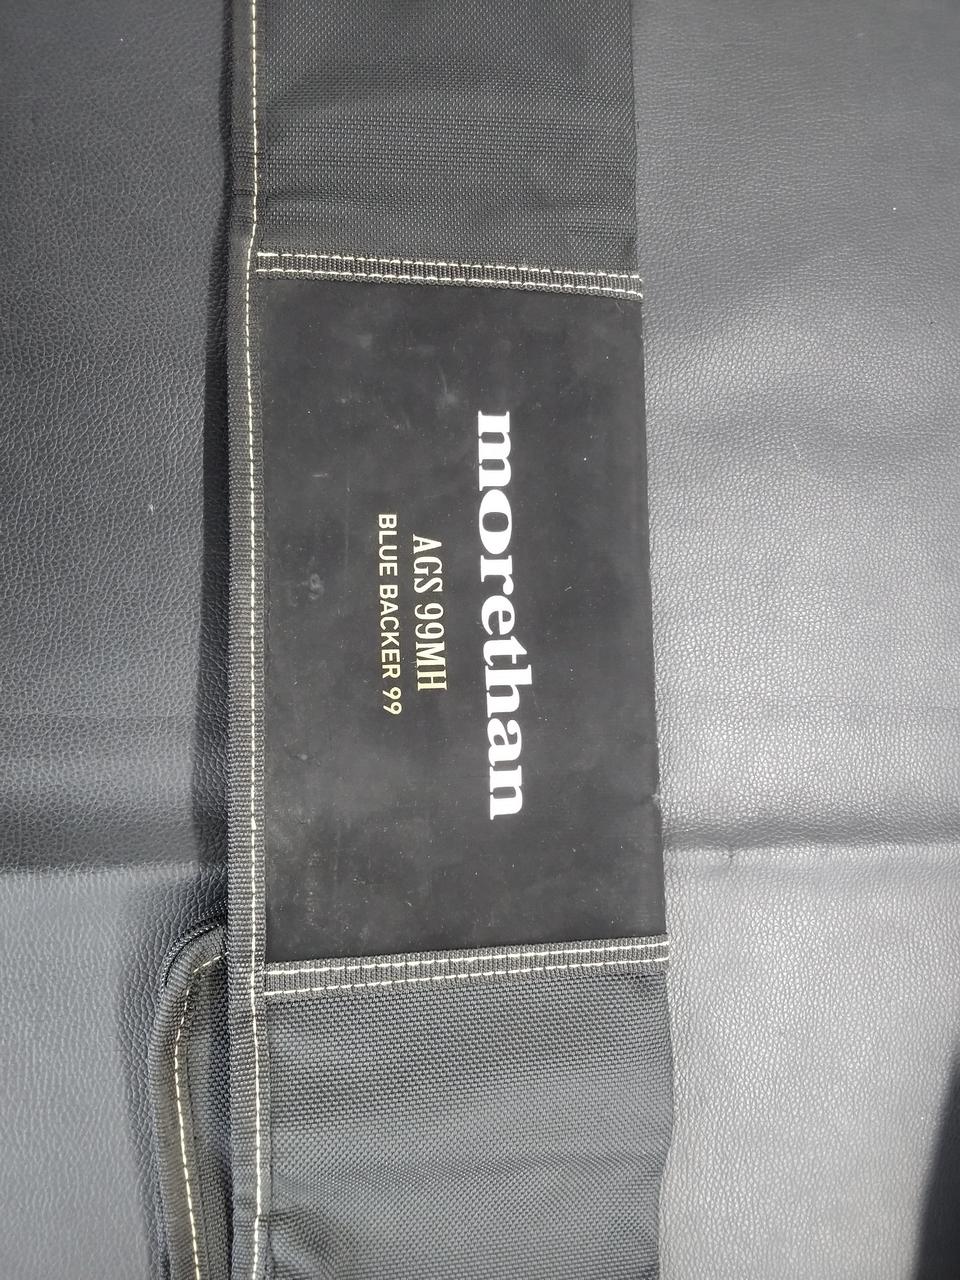 morethan
AGS 99MH
BLUE BACKER 99